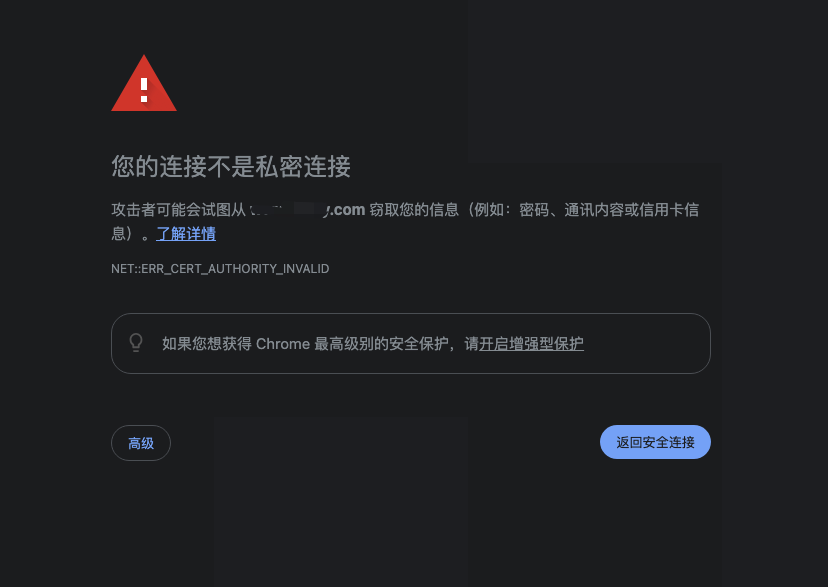 您的连接不是私密连接
攻击者可能会试图从 .com 窃取您的信息（例如：密码、通讯内容或信用卡信
息）。了解详情
NET::ERR_CERT_AUTHORITY_INVALID
如果您想获得 Chrome 最高级别的安全保护，请开启增强型保护
高级
返回安全连接